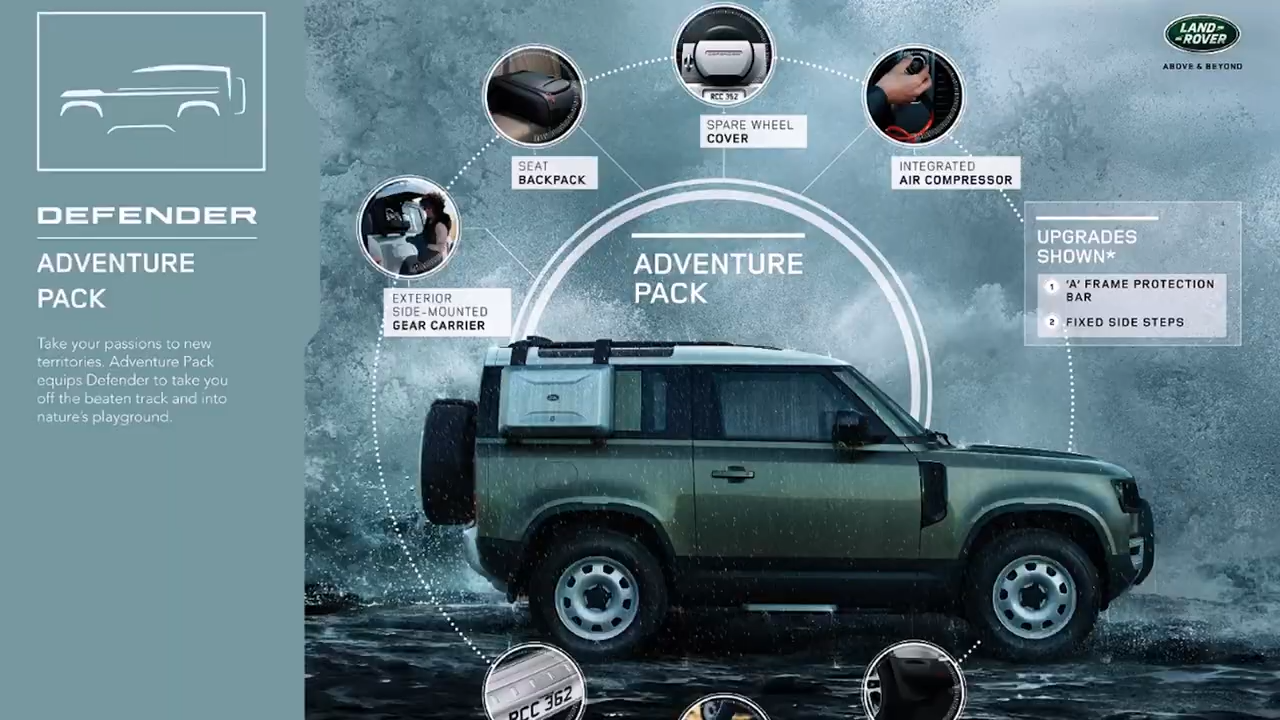 DEFENDER
ADVENTURE
PACK
Take your passions to new
territories. Adventure Pack
equips Defender to take you
off the beaten track and into
nature's playground.
LAND-
-ROVER
ABOVE & BEYOND
RCC 362
SPARE WHEEL
COVER
SEAT
BACKPACK
INTEGRATED
AIR COMPRESSOR
EXTERIOR
SIDE-MOUNTED
GEAR CARRIER
ADVENTURE
PACK
UPGRADES
SHOWN*
1 'A' FRAME PROTECTION
BAR
2 FIXED SIDE STEPS
RCC 362